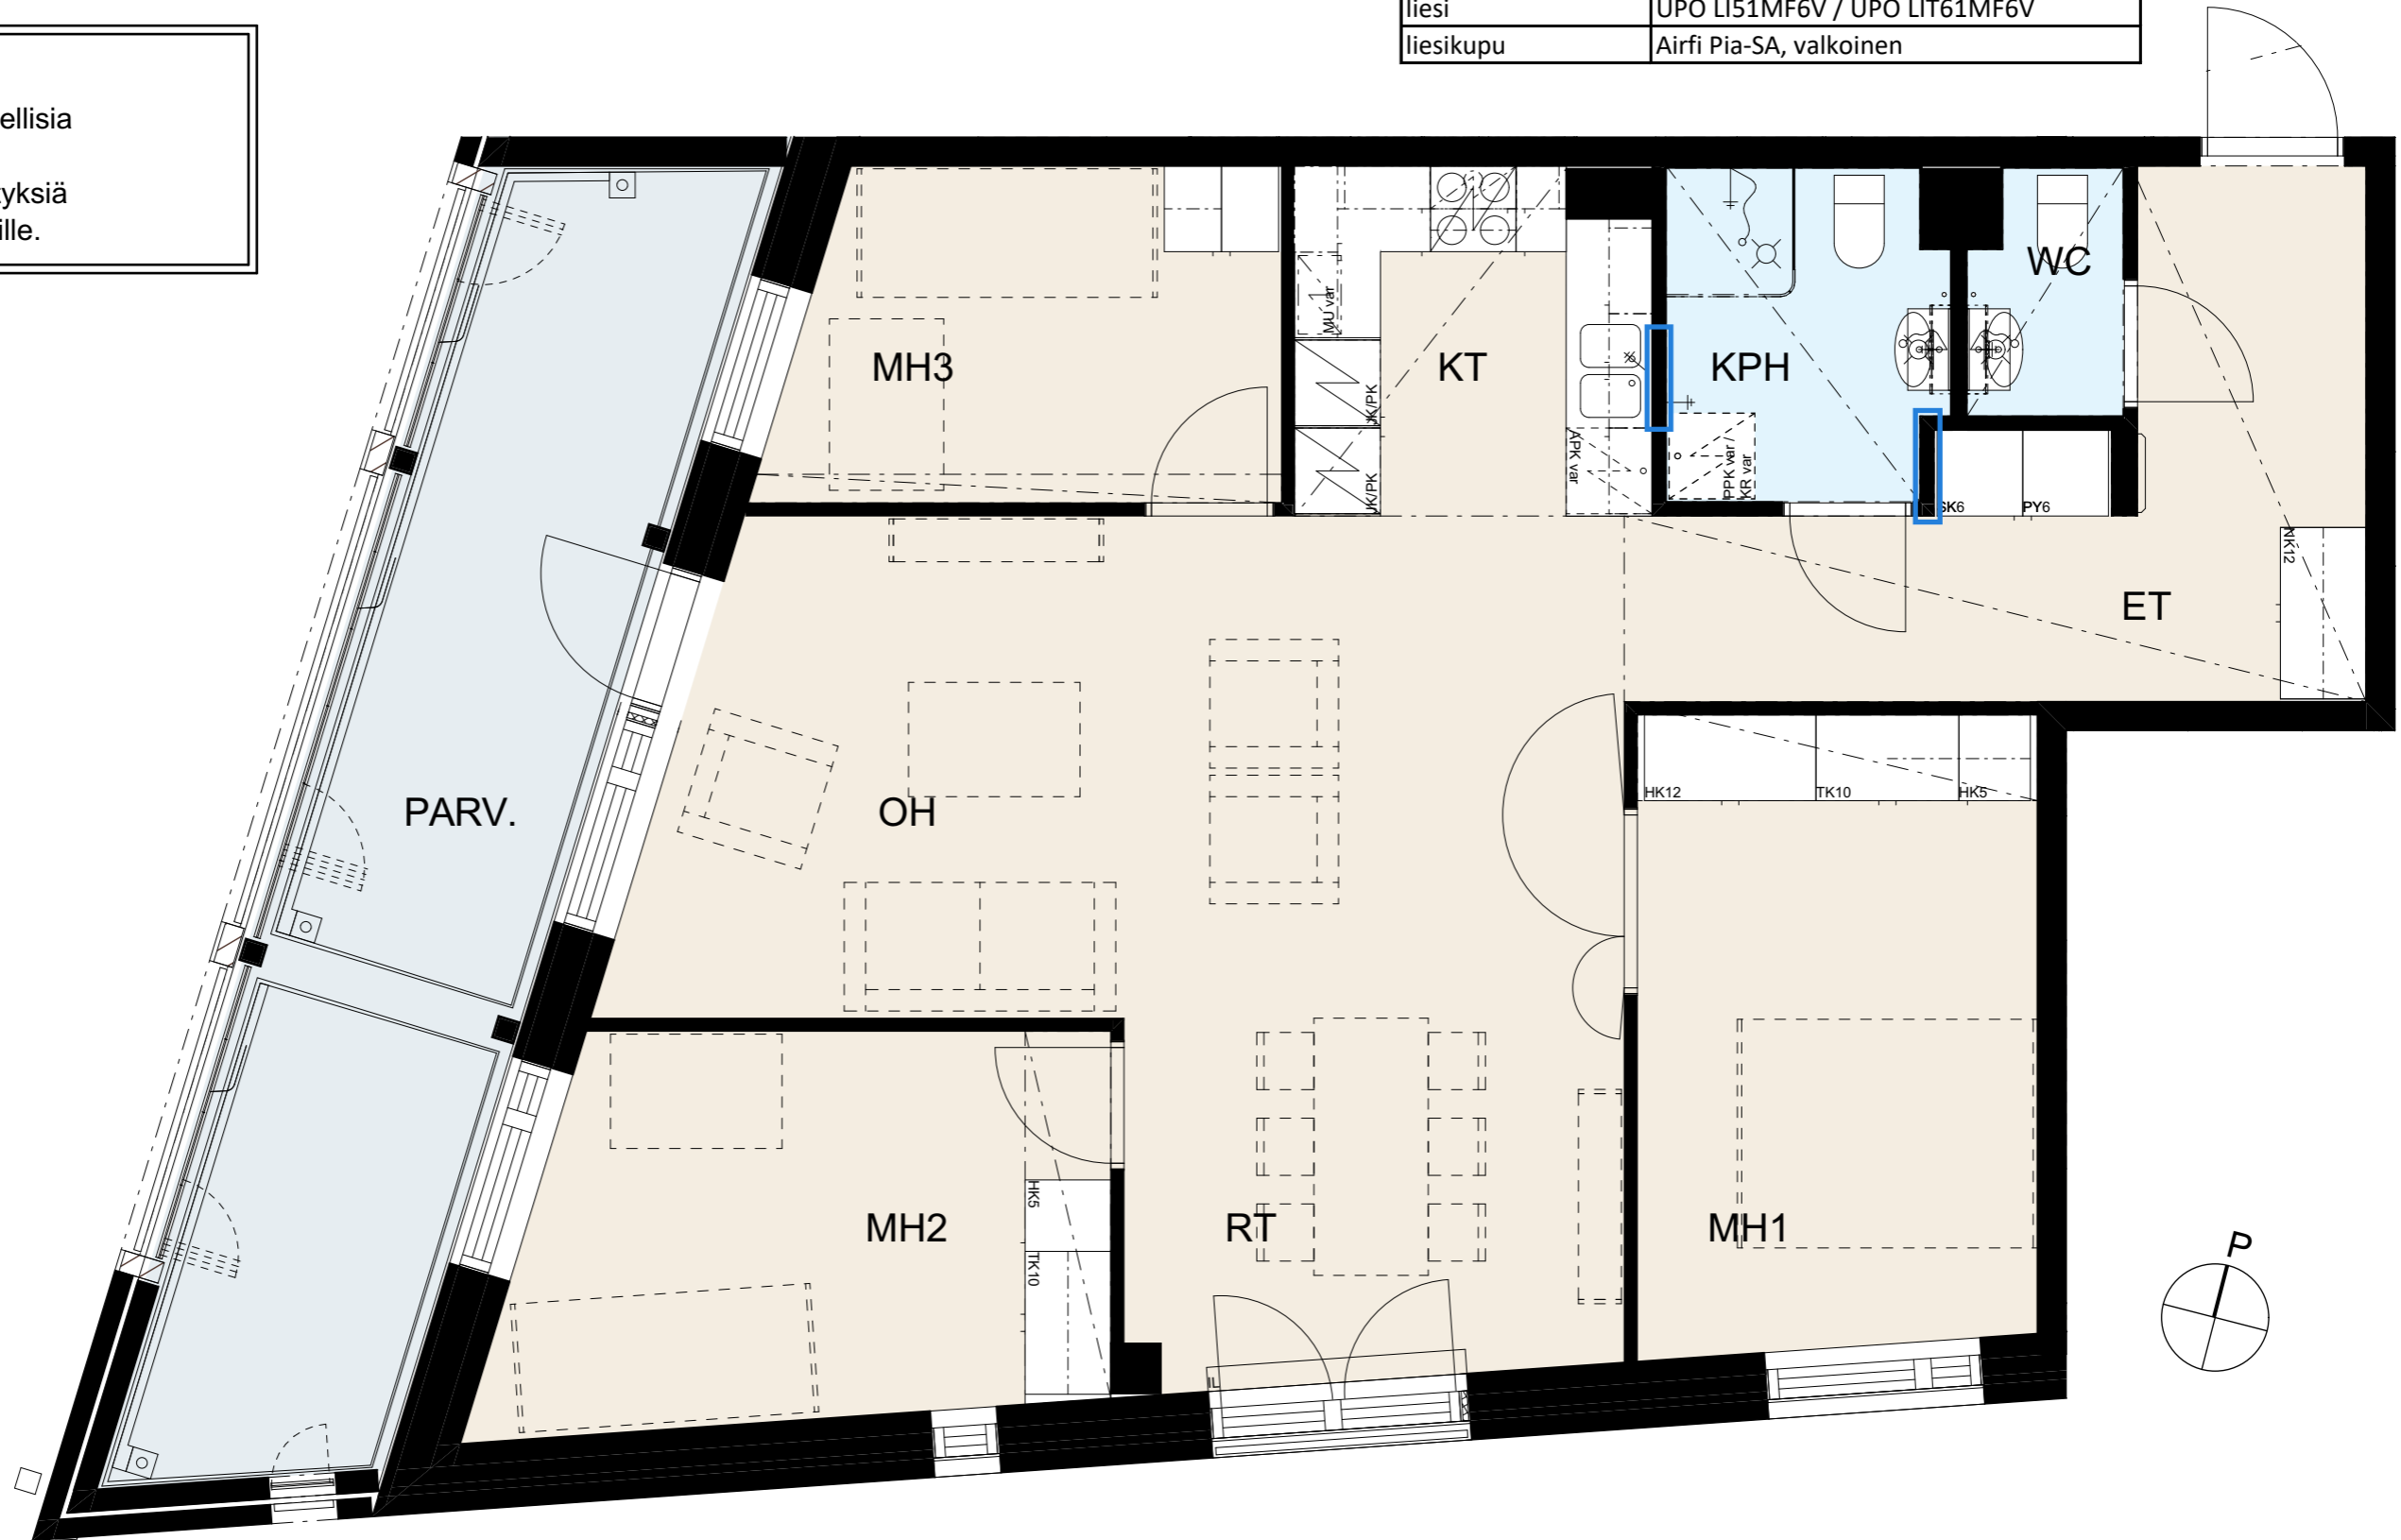 liesi UPO LI51MF6V / UPO LIT61MF6V
liesikupu Airfi Pia-SA, valkoinen
ellisia
tyksiä
ille.
WC
MU var
MH3
KT
KPH
JK/PK
JK/PK
APK var
PPK var
KR var
SK6
PY6
NK12
ET
HK12
TK10
HK5
PARV.
OH
HK5
MH2
RT
MH1
TK10
P
IL